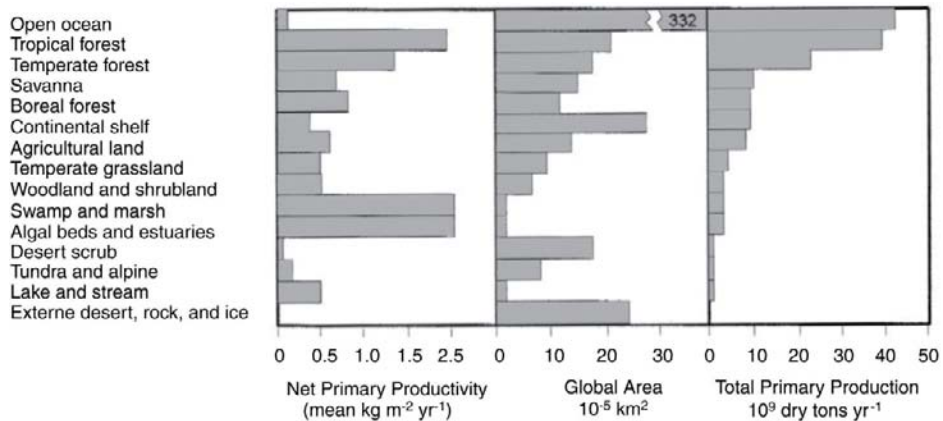 Open ocean
Tropical forest
Temperate forest
Savanna
Boreal forest
Continental shelf
Agricultural land
Temperate grassland
Woodland and shrubland
Swamp and marsh
Algal beds and estuaries
Desert scrub
Tundra and alpine
Lake and stream
Externe desert, rock, and ice
332
0 0.5 1.0 1.5 2.5
0 10 20 30
0 10 20 30 40 50
Net Primary Productivity
(mean kg m⁻² yr⁻¹)
Global Area
10⁻⁵ km²
Total Primary Production
10⁹ dry tons yr⁻¹